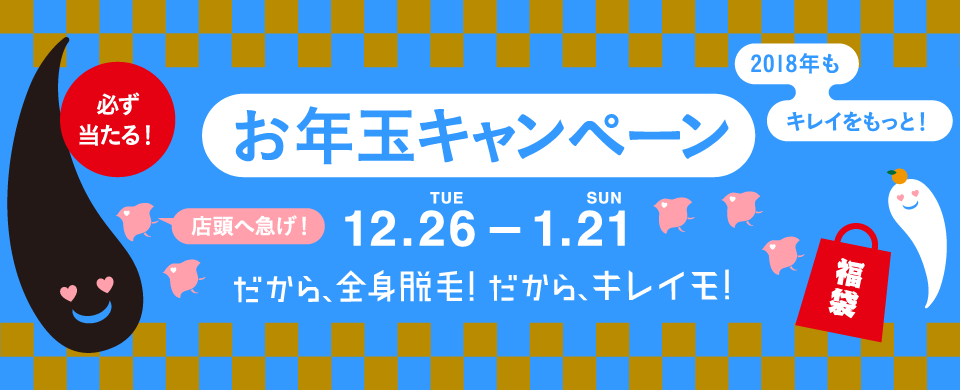 必ず
当たる!
お年玉キャンペーン
2018年も
キレイをもっと!
店頭へ急げ!
TUE SUN
12.26－1.21
だから、全身脱毛! だから、キレイモ!
福袋